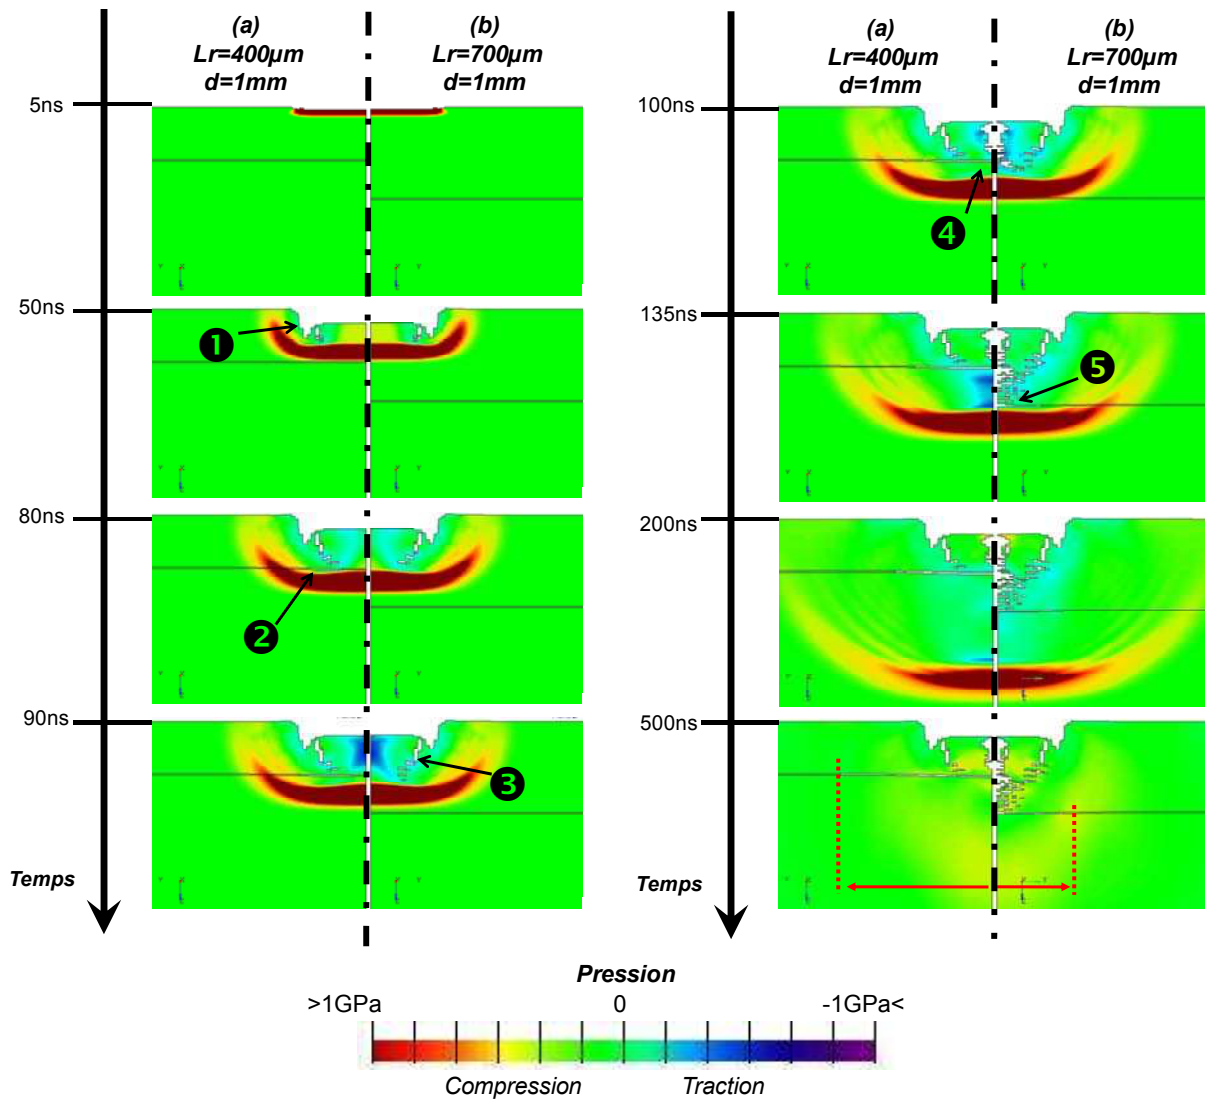 (a)
Lr=400µm
d=1mm
(b)
Lr=700µm
d=1mm
5ns
50ns
1
80ns
2
90ns
3
Temps
(a)
Lr=400µm
d=1mm
(b)
Lr=700µm
d=1mm
100ns
4
135ns
5
200ns
500ns
Temps
Pression
>1GPa 0 -1GPa<
Compression Traction